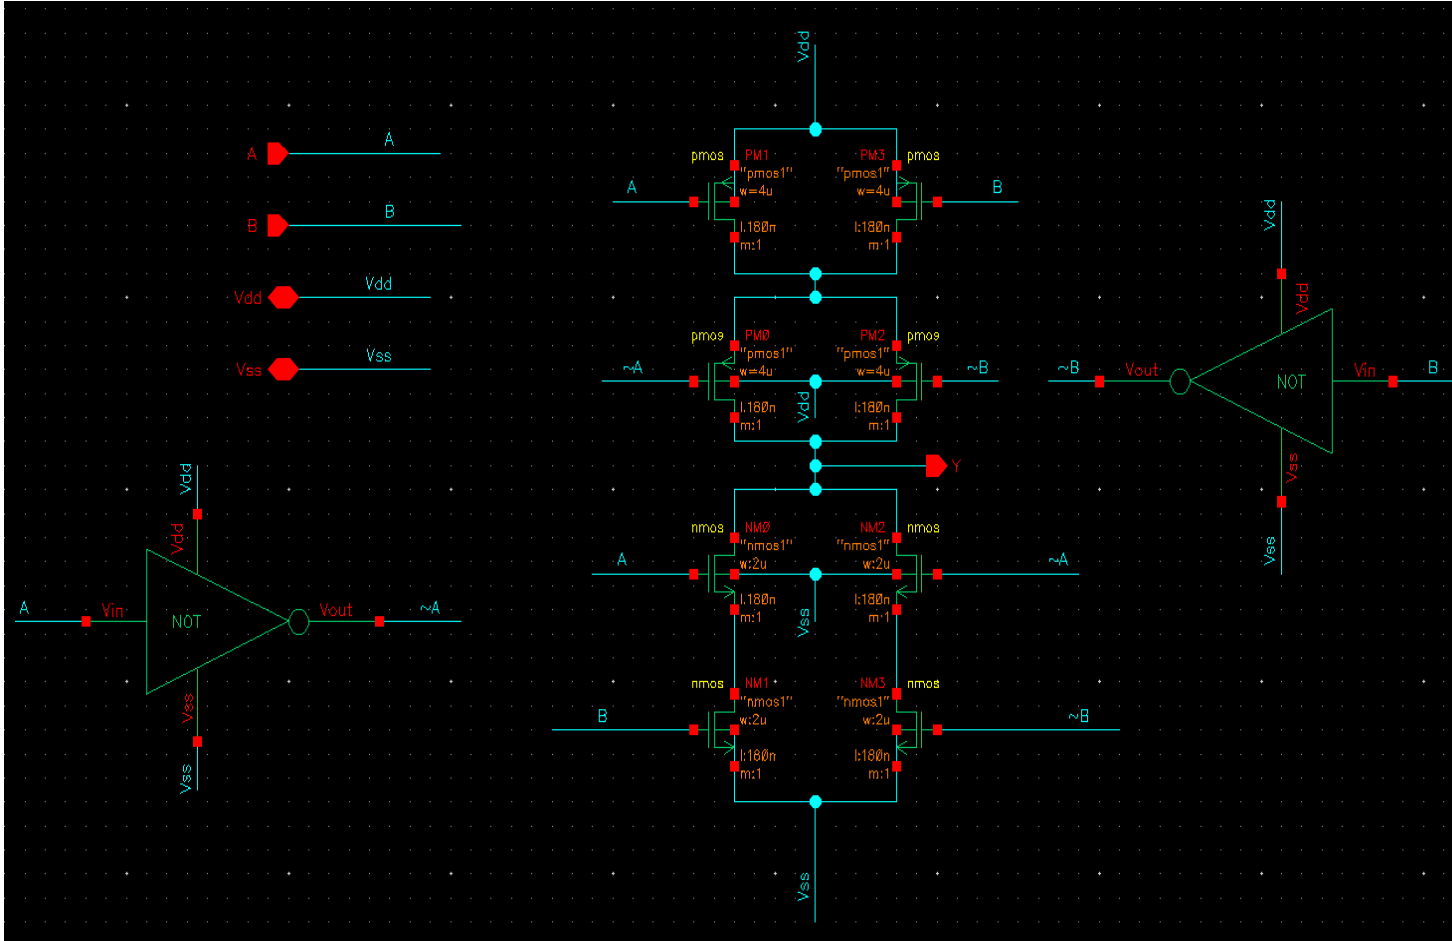 A A
B B
Vdd Vdd
Vss Vss
Vdd
pmos PM1 PM3 pmos
"pmos1" "pmos1"
w=4u w=4u
A B
l:180n l:180n
m:1 m:1
pmos PM0 PM2 pmos
"pmos1" "pmos1"
w=4u w=4u
~A ~B
Vdd
l:180n l:180n
m:1 m:1
Y
nmos NM0 NM2 nmos
"nmos1" "nmos1"
w:2u w:2u
A ~A
Vss
l:180n l:180n
m:1 m:1
nmos NM1 NM3 nmos
"nmos1" "nmos1"
w:2u w:2u
B ~B
l:180n l:180n
m:1 m:1
Vss
Vdd
Vdd
~B Vout NOT Vin B
Vss
Vss
Vdd
Vdd
A Vin NOT Vout ~A
Vss
Vss